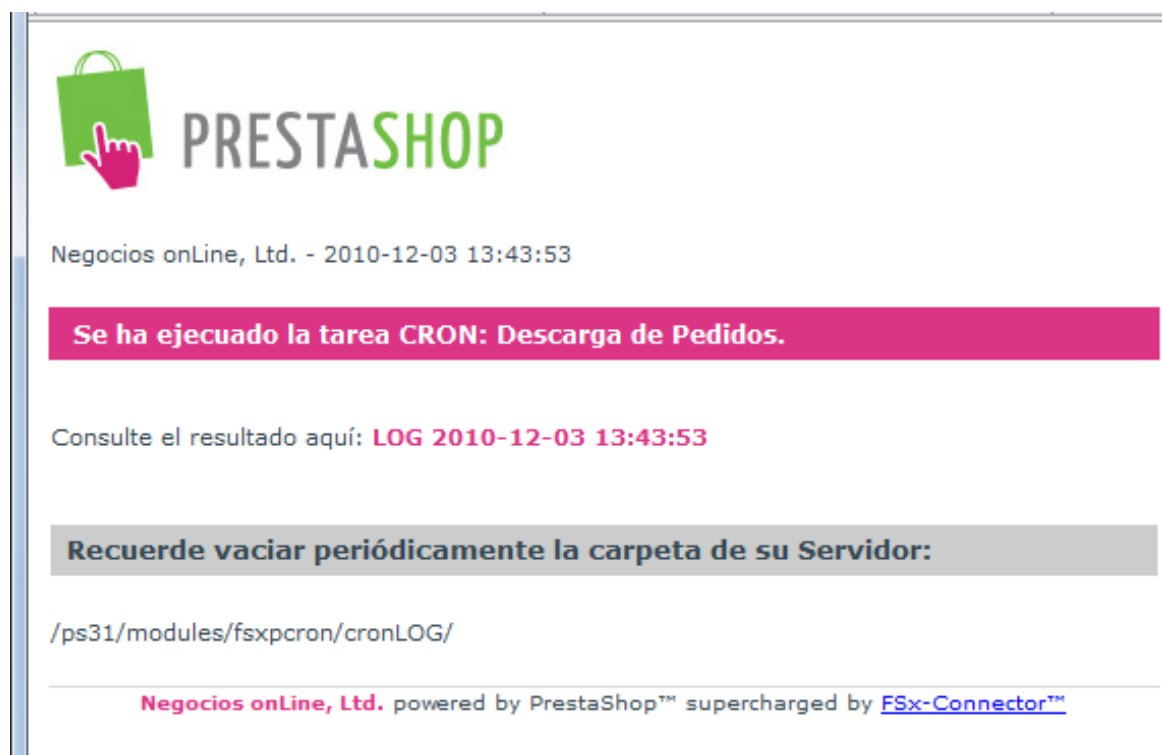 PRESTASHOP
Negocios onLine, Ltd. - 2010-12-03 13:43:53
Se ha ejecuado la tarea CRON: Descarga de Pedidos.
Consulte el resultado aquí: LOG 2010-12-03 13:43:53
Recuerde vaciar periódicamente la carpeta de su Servidor:
/ps31/modules/fsxpcron/cronLOG/
Negocios onLine, Ltd. powered by PrestaShop™ supercharged by FSx-Connector™